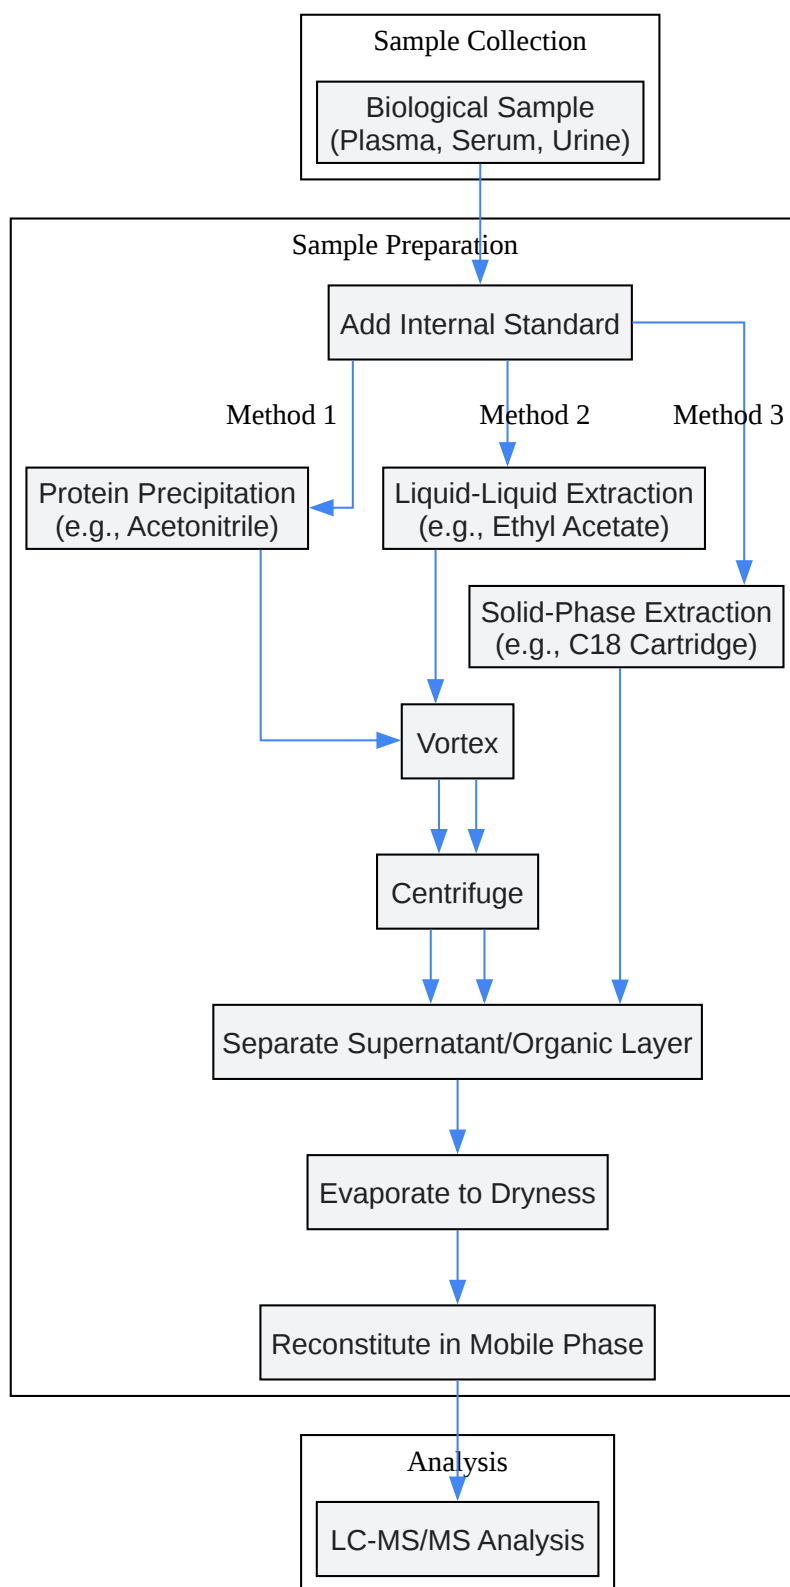 Sample Collection
Biological Sample
(Plasma, Serum, Urine)
Sample Preparation
Add Internal Standard
Method 1
Method 2
Method 3
Protein Precipitation
(e.g., Acetonitrile)
Liquid-Liquid Extraction
(e.g., Ethyl Acetate)
Solid-Phase Extraction
(e.g., C18 Cartridge)
Vortex
Centrifuge
Separate Supernatant/Organic Layer
Evaporate to Dryness
Reconstitute in Mobile Phase
Analysis
LC-MS/MS Analysis